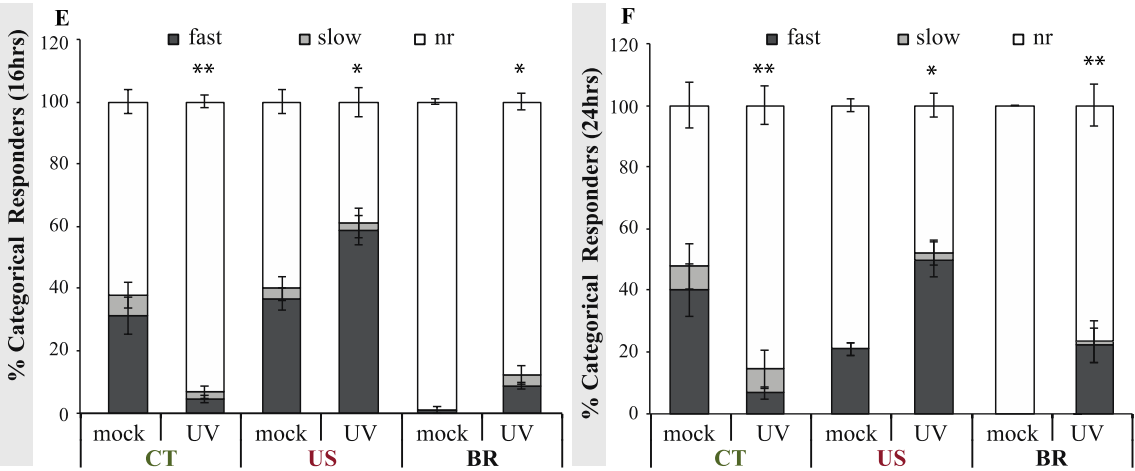 E
fast slow nr
% Categorical Responders (16hrs)
120
100
80
60
40
20
0
** * *
mock UV mock UV mock UV
CT US BR
F
fast slow nr
% Categorical Responders (24hrs)
120
100
80
60
40
20
0
** * **
mock UV mock UV mock UV
CT US BR